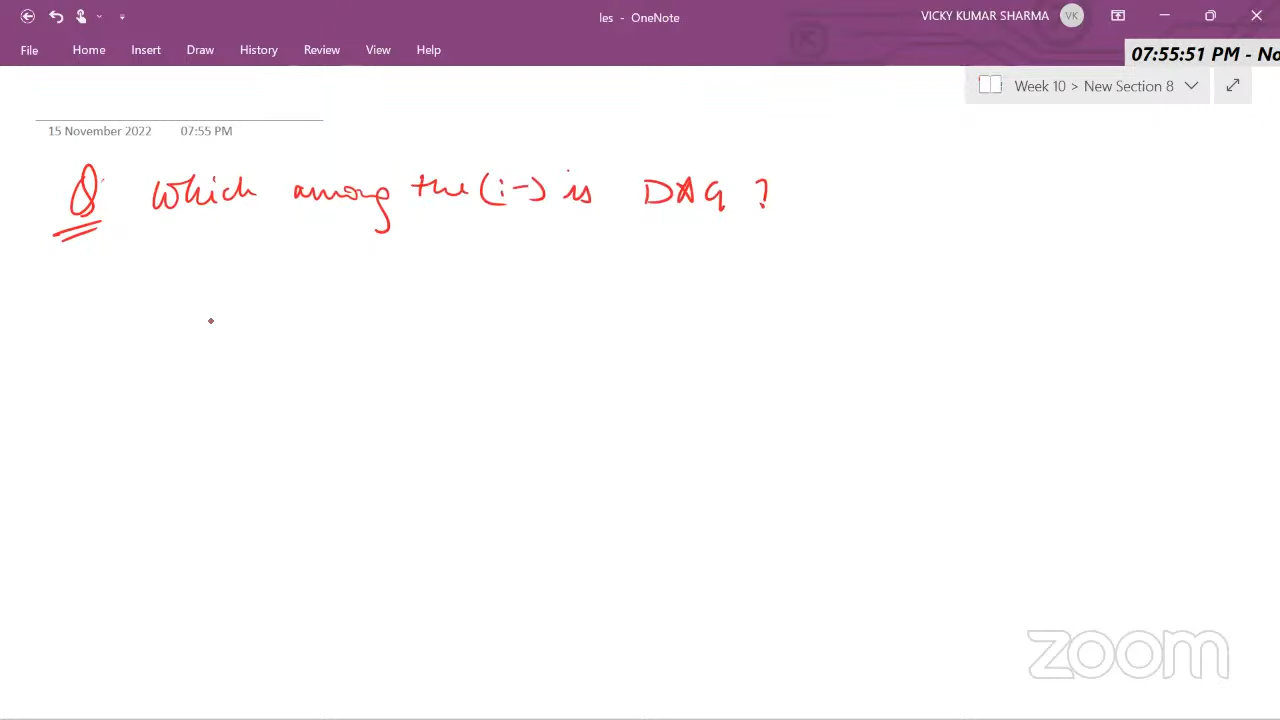 les - OneNote
VICKY KUMAR SHARMA VK
File Home Insert Draw History Review View Help
07:55:51 PM - No
Week 10 > New Section 8
15 November 2022 07:55 PM
Q Which among the (:-) is DAG ?
zoom